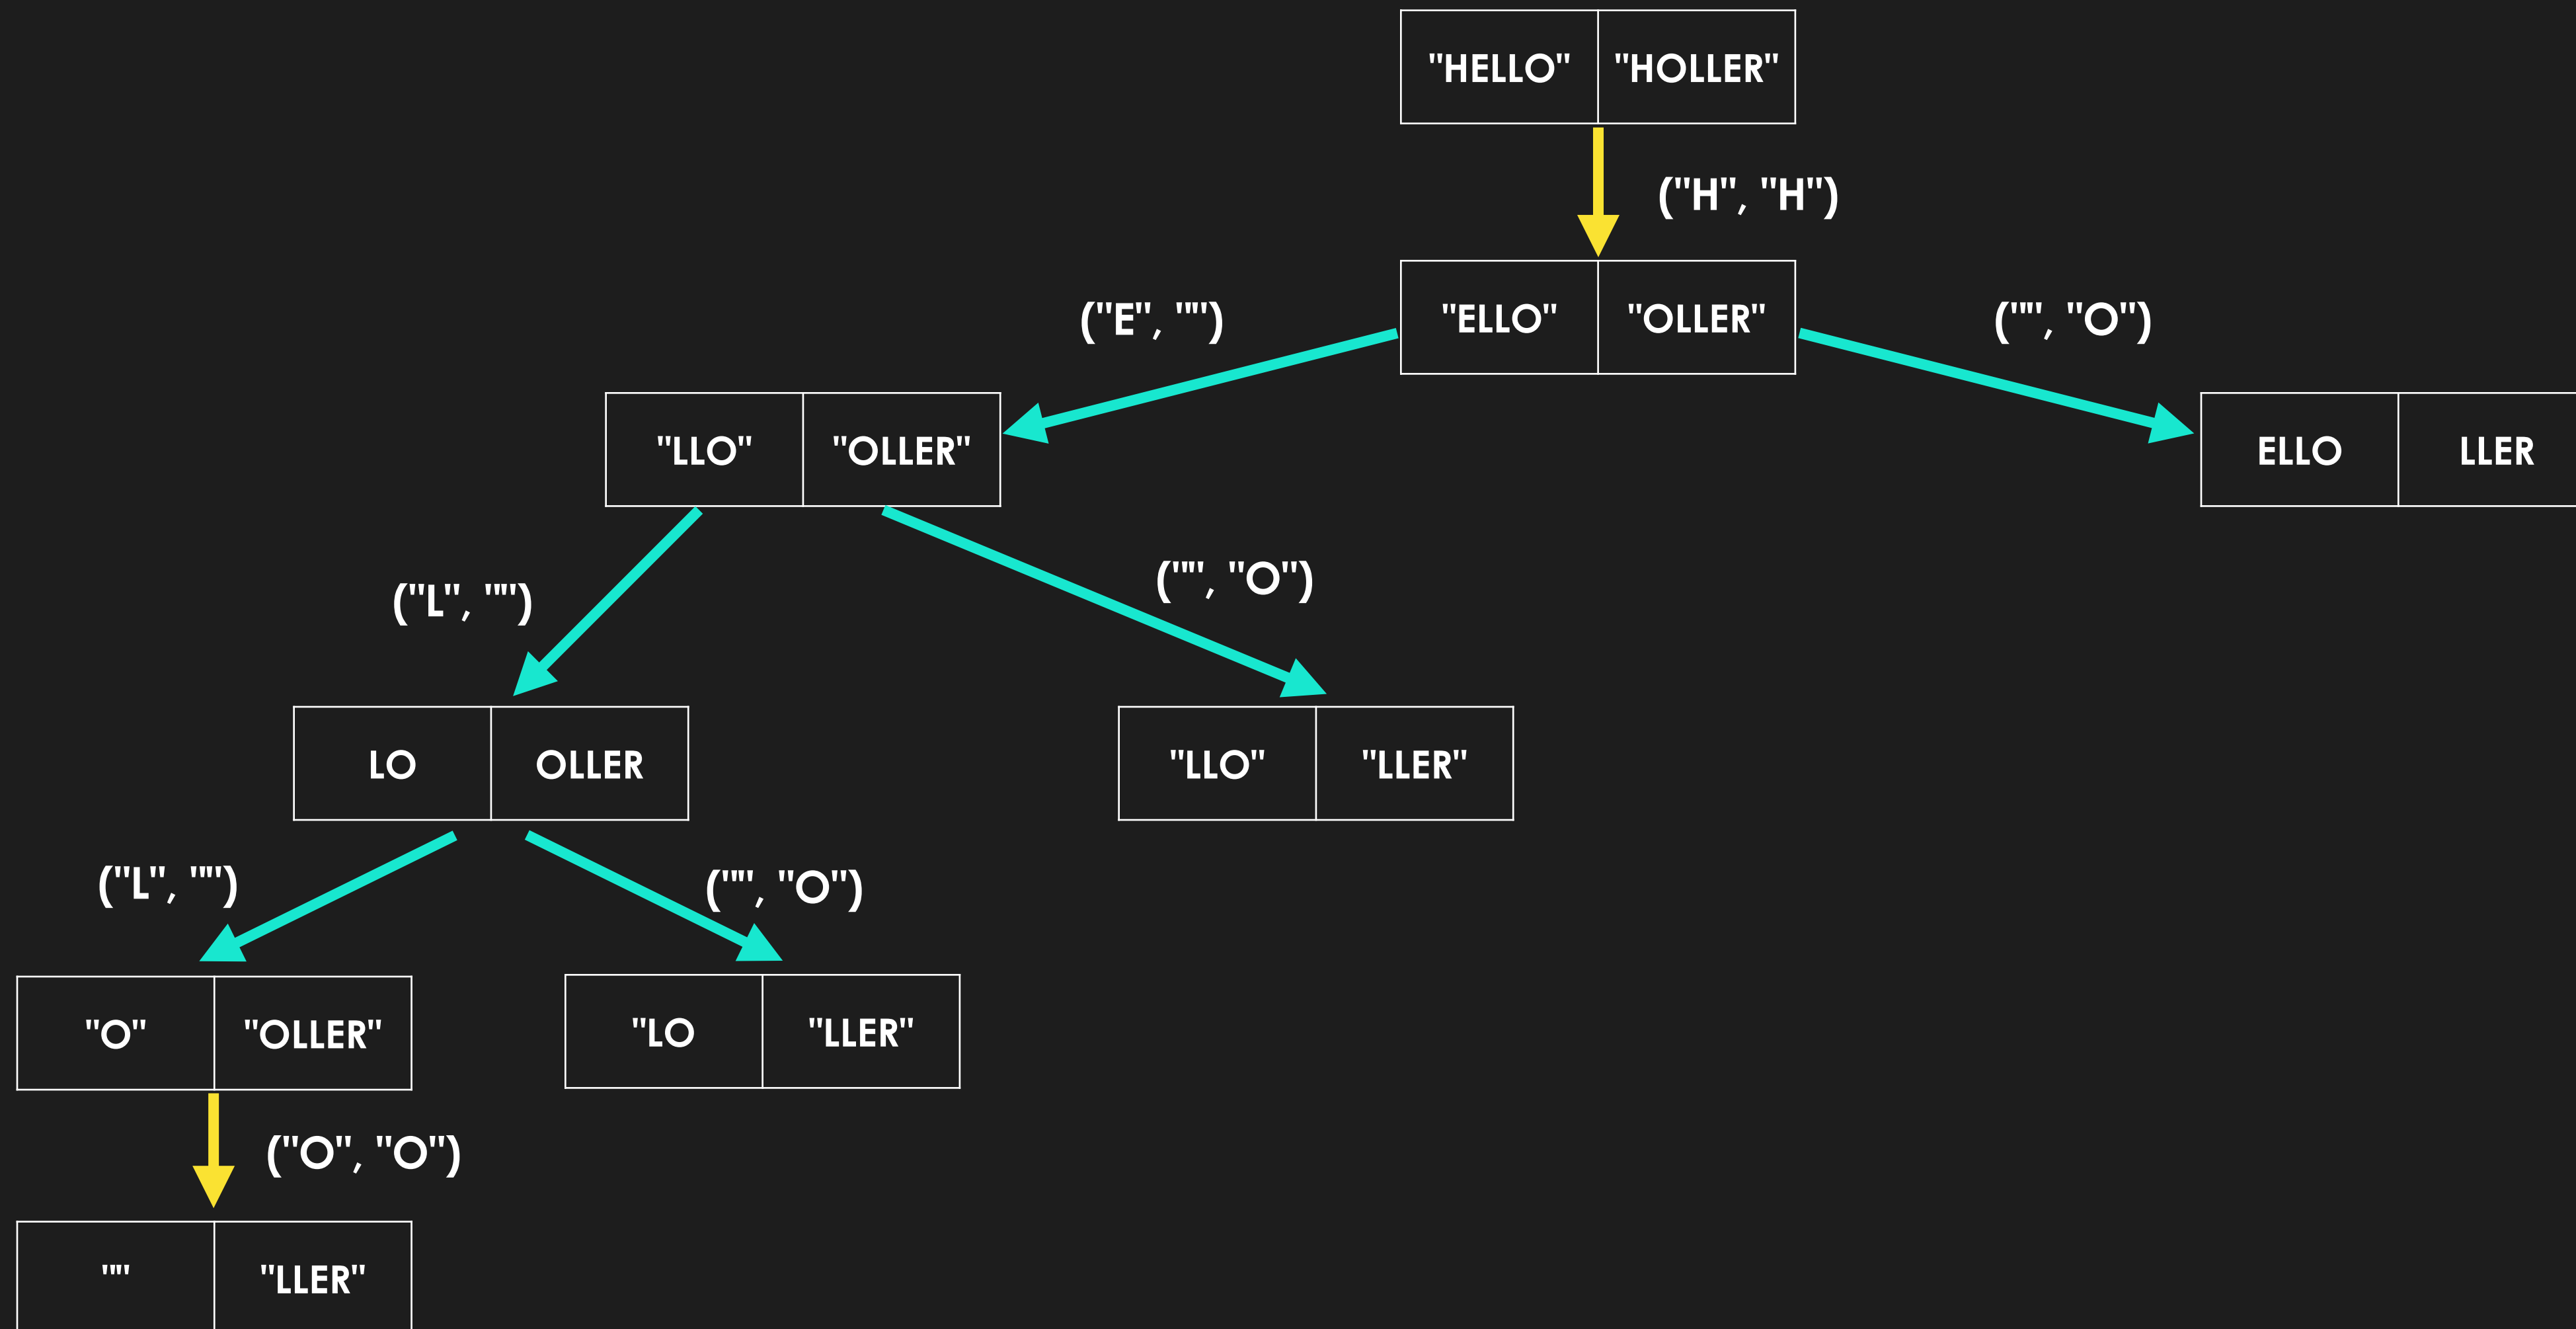 "HELLO" "HOLLER"
("H", "H")
("E", "") "ELLO" "OLLER" ("", "O")
"LLO" "OLLER" ELLO LLER
("L", "") ("", "O")
LO OLLER "LLO" "LLER"
("L", "") ("", "O")
"O" "OLLER" "LO "LLER"
("O", "O")
"" "LLER"